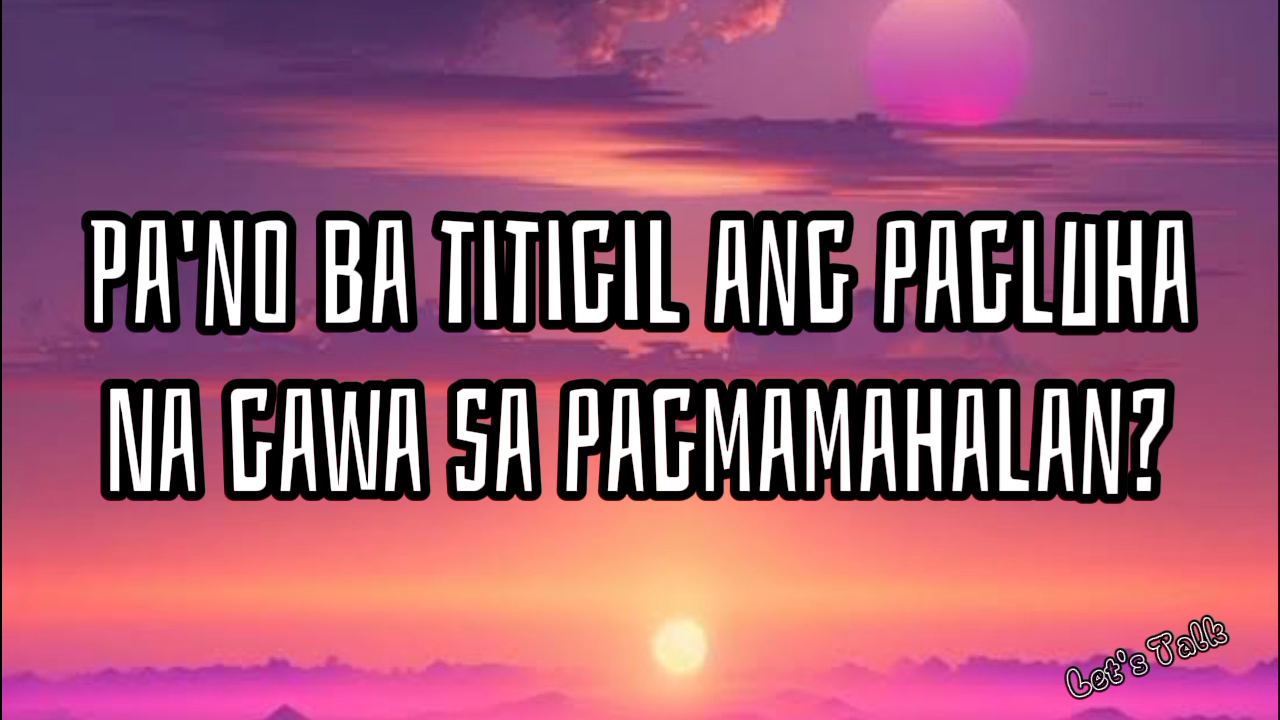 PA'NO BA TITIGIL ANG PAGLUHA
NA GAWA SA PAGMAMAHALAN?
Let's Talk